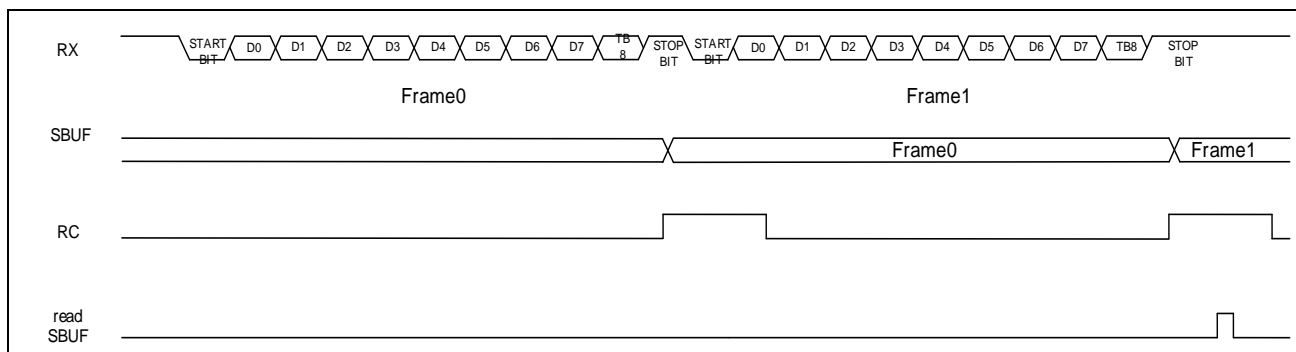 RX START BIT D0 D1 D2 D3 D4 D5 D6 D7 TB 8 STOP BIT START BIT D0 D1 D2 D3 D4 D5 D6 D7 TB8 STOP BIT
Frame0 Frame1
SBUF Frame0 Frame1
RC
read
SBUF